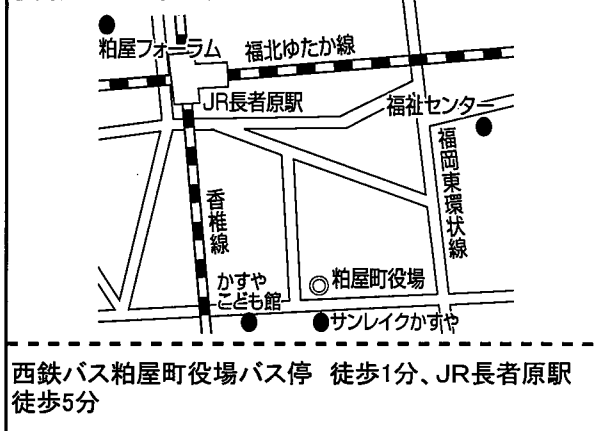 粕屋フォーラム
福北ゆたか線
JR長者原駅
福祉センター
福岡東環状線
香椎線
粕屋町役場
かすや
こども館
サンレイクかすや
西鉄バス粕屋町役場バス停　徒歩1分、JR長者原駅
徒歩5分